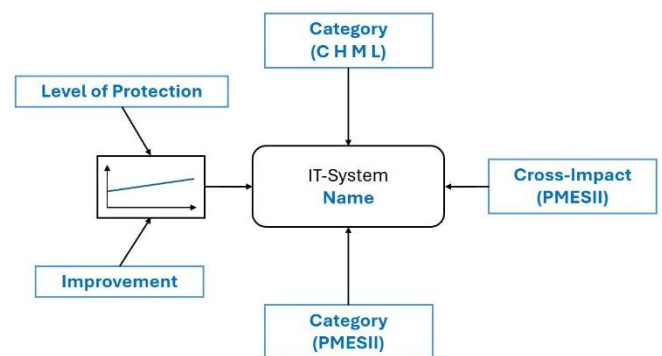 Category
(C H M L)
Level of Protection
IT-System
Name
Cross-Impact
(PMESII)
Improvement
Category
(PMESII)